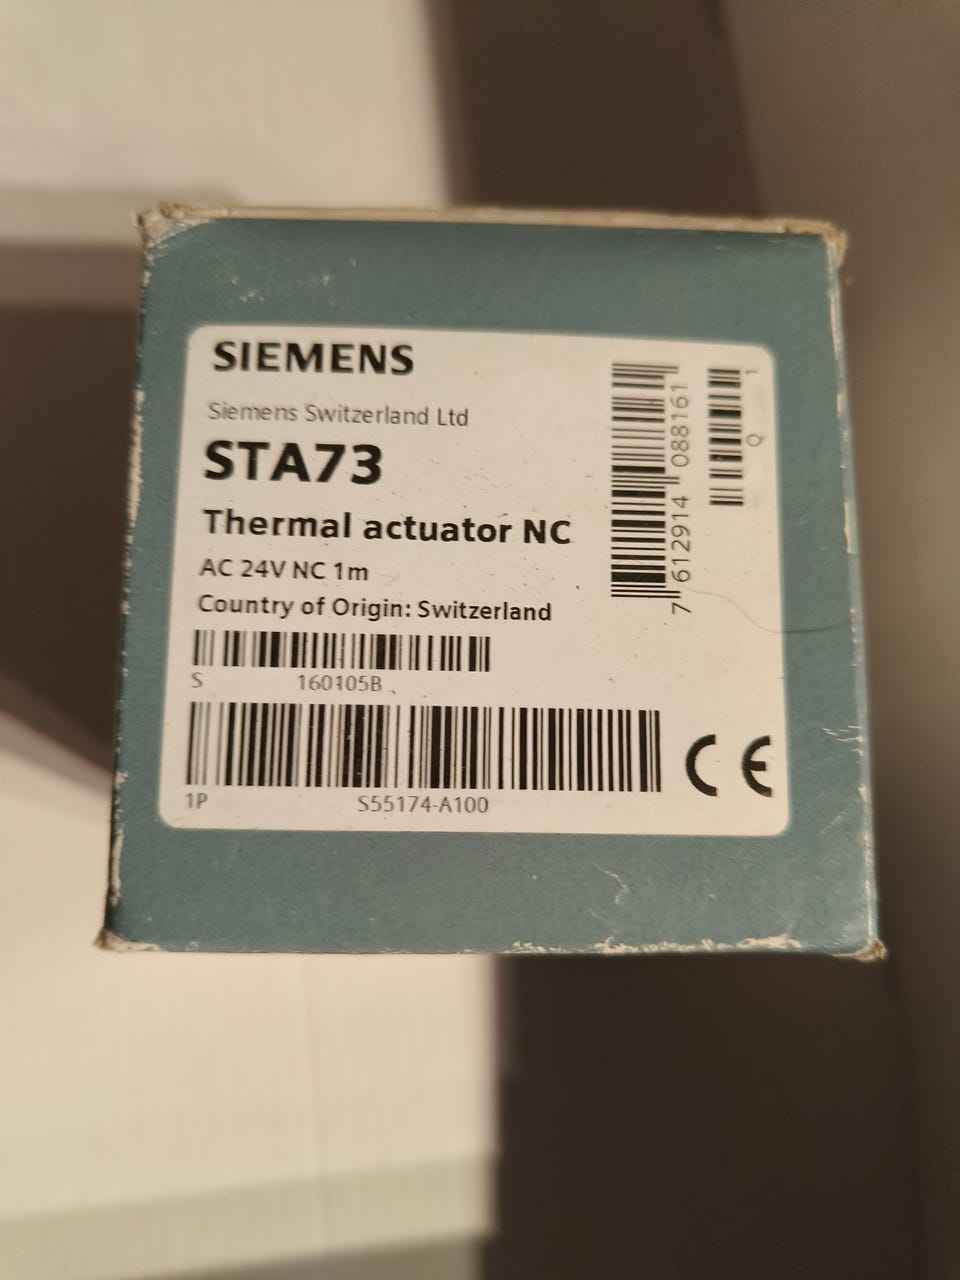 SIEMENS
Siemens Switzerland Ltd
STA73
Thermal actuator NC
AC 24V NC 1m
Country of Origin: Switzerland
S 160105B
1P S55174-A100
CE
7 612914 088161
Q 1